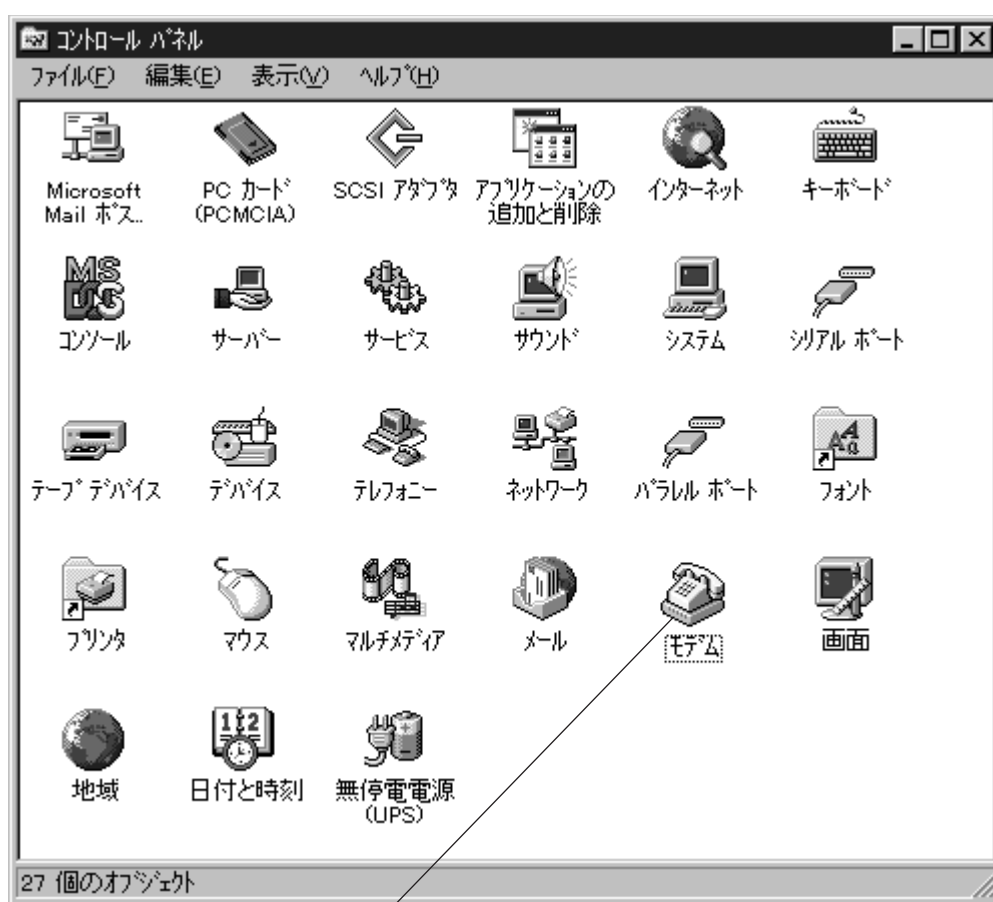 コントロール パネル
ファイル(F) 編集(E) 表示(V) ヘルプ(H)
Microsoft
Mail ポス...
PC カード
(PCMCIA)
SCSI アダプタ
アプリケーションの
追加と削除
インターネット
キーボード
MS
DOS
コンソール
サーバー
サービス
サウンド
システム
シリアル ポート
テープ デバイス
デバイス
テレフォニー
ネットワーク
パラレル ポート
フォント
プリンタ
マウス
マルチメディア
メール
モデム
画面
地域
12
日付と時刻
無停電電源
(UPS)
27 個のオブジェクト